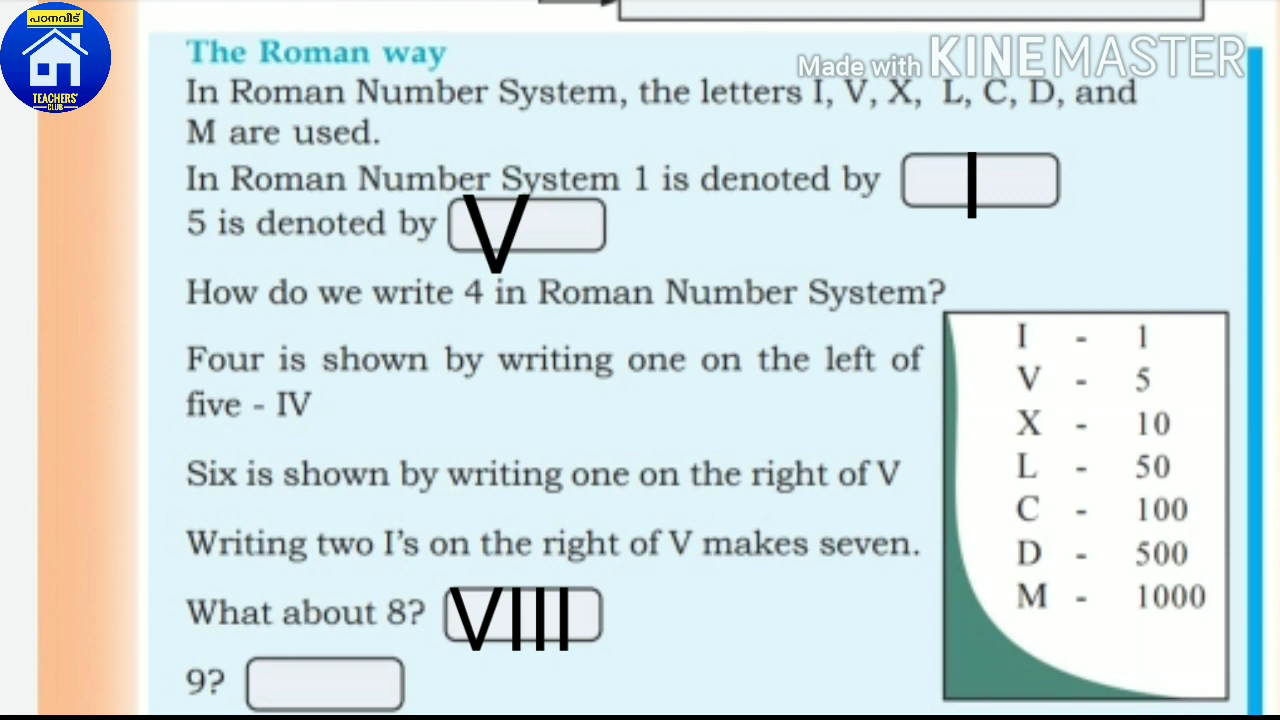 പഠനവീട്
TEACHERS'
CLUB
Made with KINEMASTER
The Roman way
In Roman Number System, the letters I, V, X, L, C, D, and
M are used.
In Roman Number System 1 is denoted by I
5 is denoted by V
How do we write 4 in Roman Number System?
Four is shown by writing one on the left of
five - IV
Six is shown by writing one on the right of V
Writing two I's on the right of V makes seven.
What about 8? VIII
9?
I - 1
V - 5
X - 10
L - 50
C - 100
D - 500
M - 1000